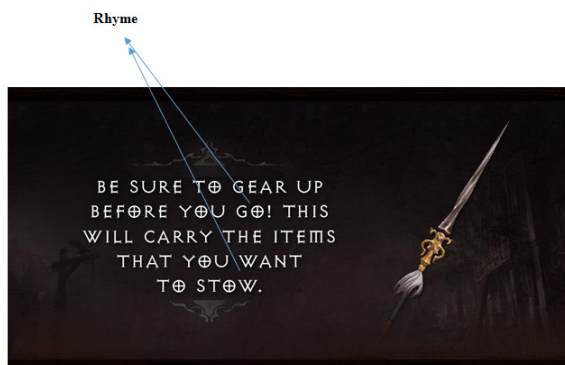 Rhyme
BE SURE TO GEAR UP
BEFORE YOU GO! THIS
WILL CARRY THE ITEMS
THAT YOU WANT
TO STOW.